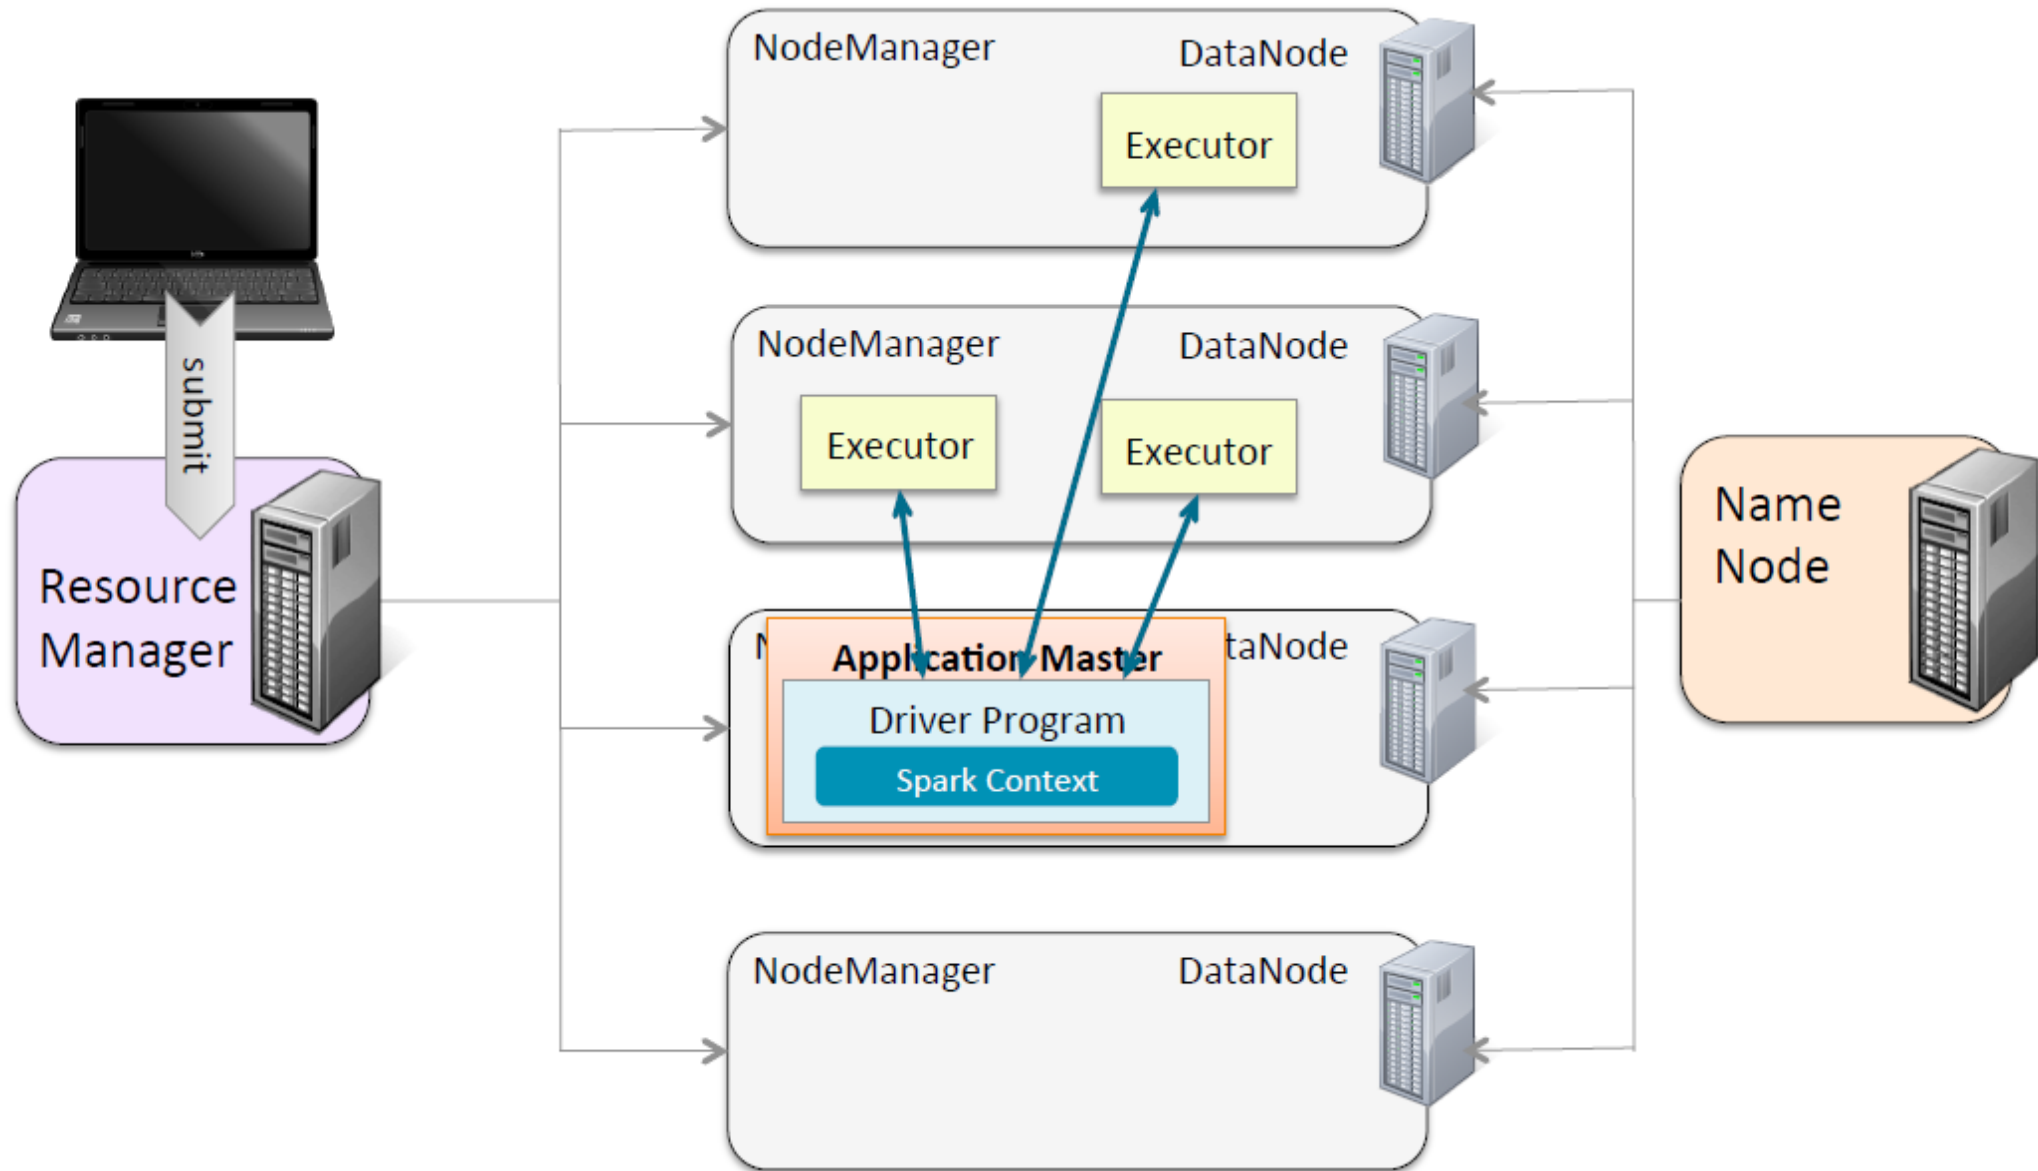 NodeManager
DataNode
Executor
submit
NodeManager
DataNode
Executor
Executor
Resource
Manager
Name
Node
Application Master
taNode
Driver Program
Spark Context
NodeManager
DataNode